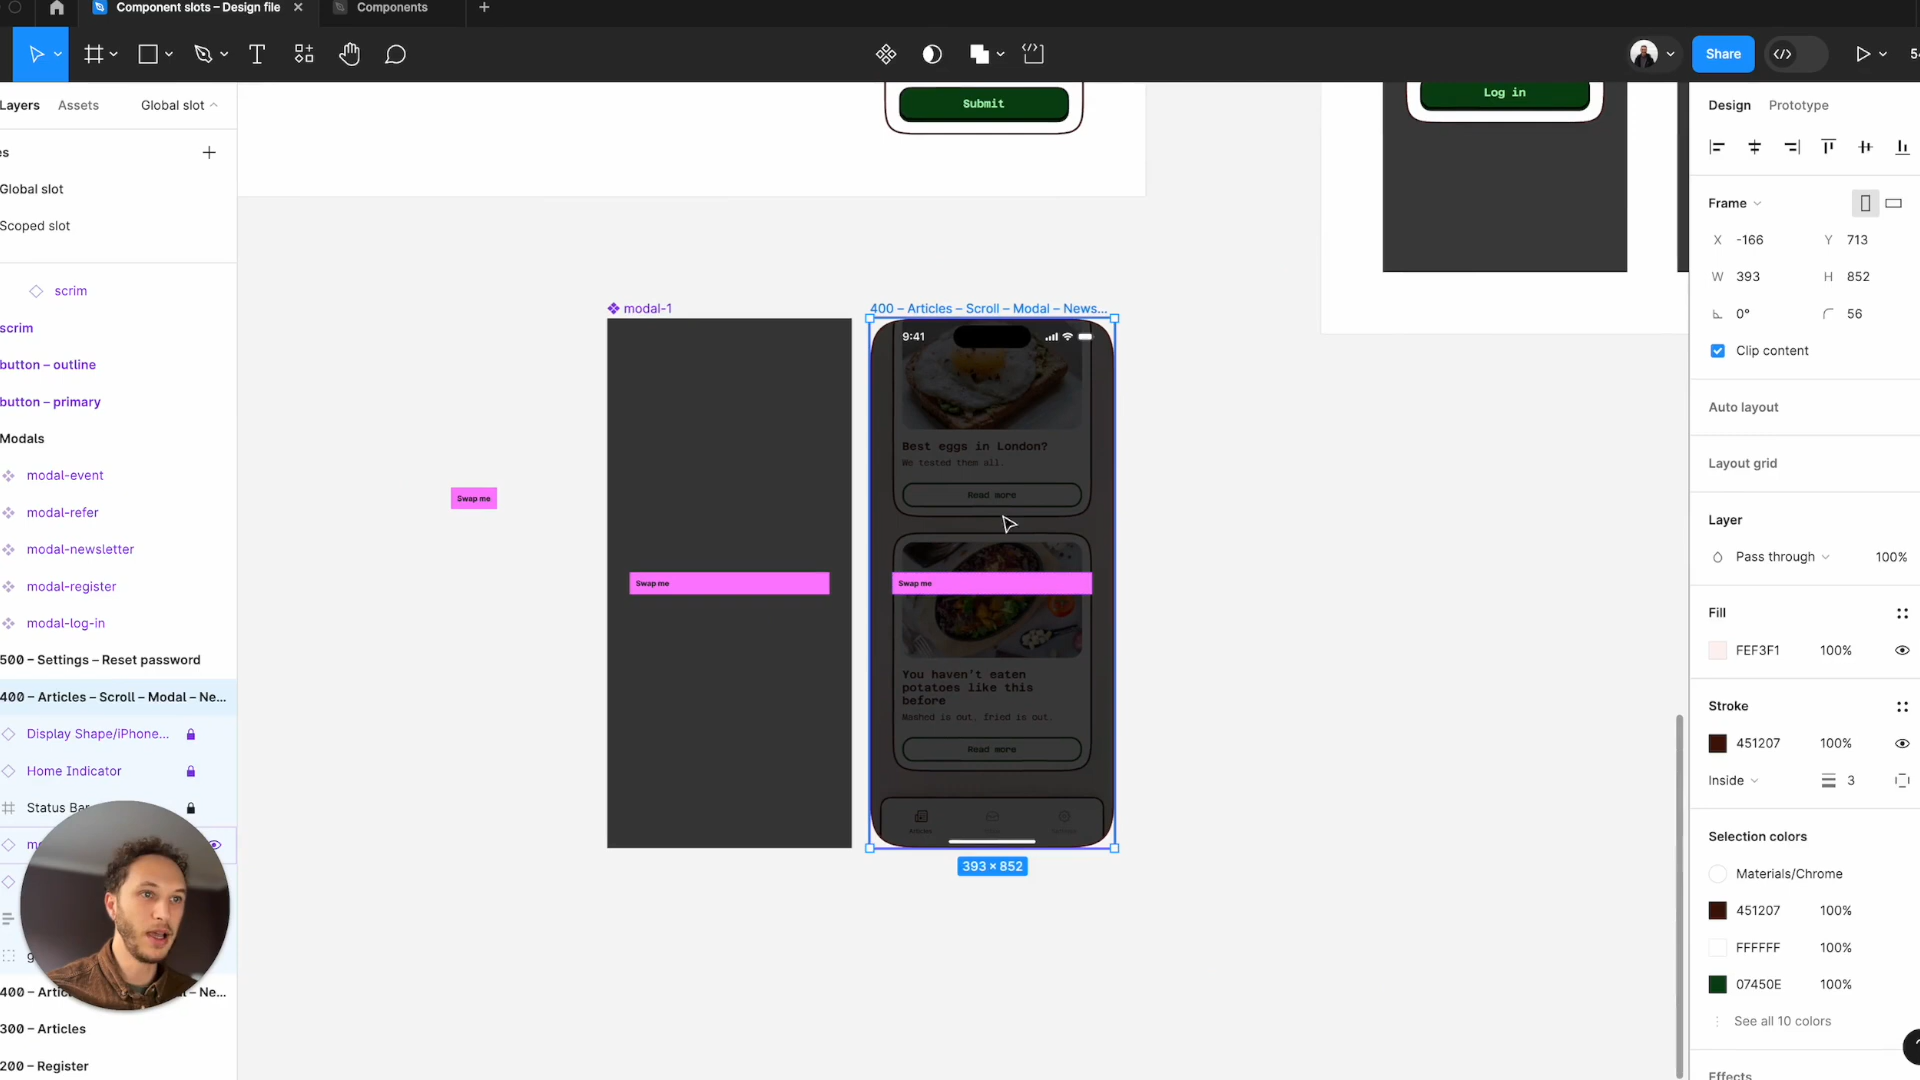 Component slots – Design file
Components
Share
Layers
Assets
Global slot
es
Global slot
Scoped slot
scrim
scrim
button – outline
button – primary
Modals
modal-event
modal-refer
modal-newsletter
modal-register
modal-log-in
500 – Settings – Reset password
400 – Articles – Scroll – Modal – Ne...
Display Shape/iPhone...
Home Indicator
Status Bar
300 – Articles
200 – Register
Submit
Log in
Swap me
modal-1
Swap me
400 – Articles – Scroll – Modal – News...
9:41
Best eggs in London?
We tested them all.
Read more
Swap me
You haven't eaten
potatoes like this
before
Mashed is out, fried is out.
Read more
Articles
393 × 852
Design
Prototype
Frame
X -166
Y 713
W 393
H 852
0°
56
Clip content
Auto layout
Layout grid
Layer
Pass through
100%
Fill
FEF3F1
100%
Stroke
451207
100%
Inside
3
Selection colors
Materials/Chrome
451207
100%
FFFFFF
100%
07450E
100%
See all 10 colors
Effects